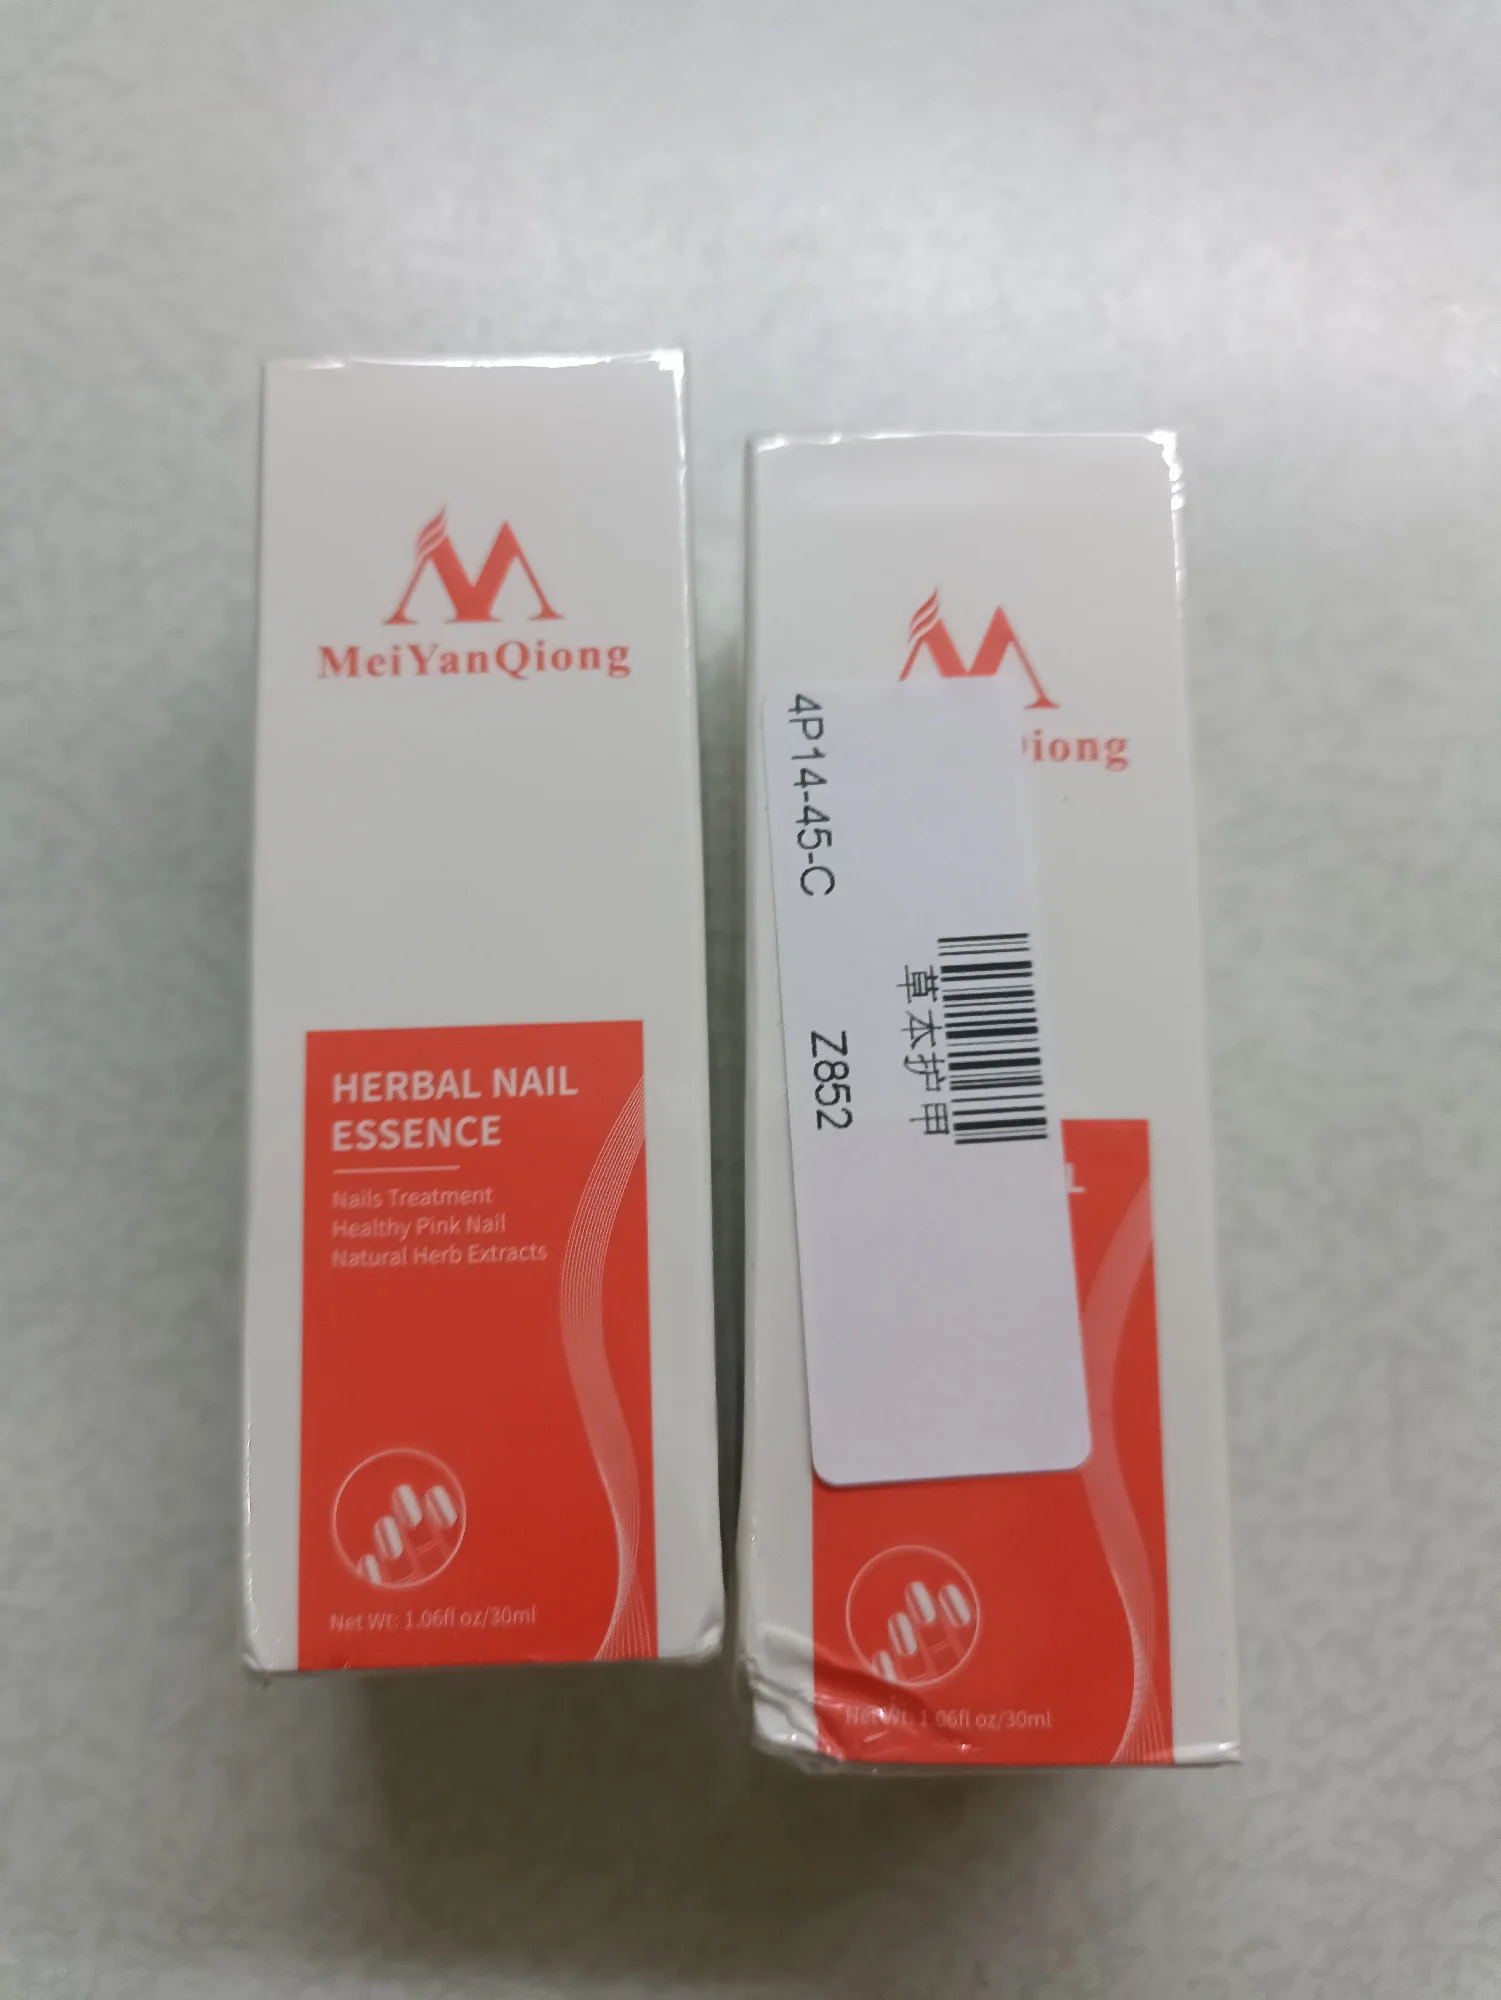 MeiYanQiong
HERBAL NAIL
ESSENCE
Nails Treatment
Healthy Pink Nail
Natural Herb Extracts
Net Wt: 1.06fl oz/30ml
iong
4P14-45-C
Z852
草本护甲
L
Net Wt: 1.06fl oz/30ml